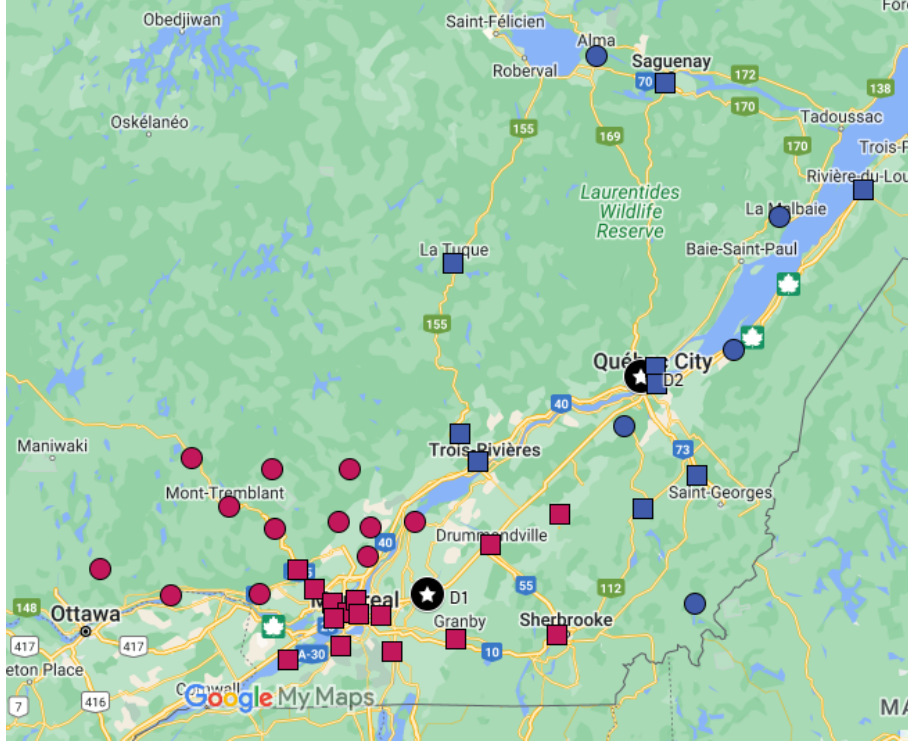 Obedjiwan
Saint-Félicien
Alma
Saguenay
Roberval
70
172
138
170
Tadoussac
Oskélanéo
155
169
170
Rivière-du-Lou
Laurentides
Wildlife
Reserve
La Malbaie
La Tuque
Baie-Saint-Paul
155
Québec City
D2
40
Maniwaki
Trois-Rivières
73
Mont-Tremblant
Saint-Georges
40
Drummondville
148
Ottawa
Montreal
D1
55
112
Granby
Sherbrooke
417
417
A-30
10
eton Place
Cornwall
7
416
Google My Maps
MA